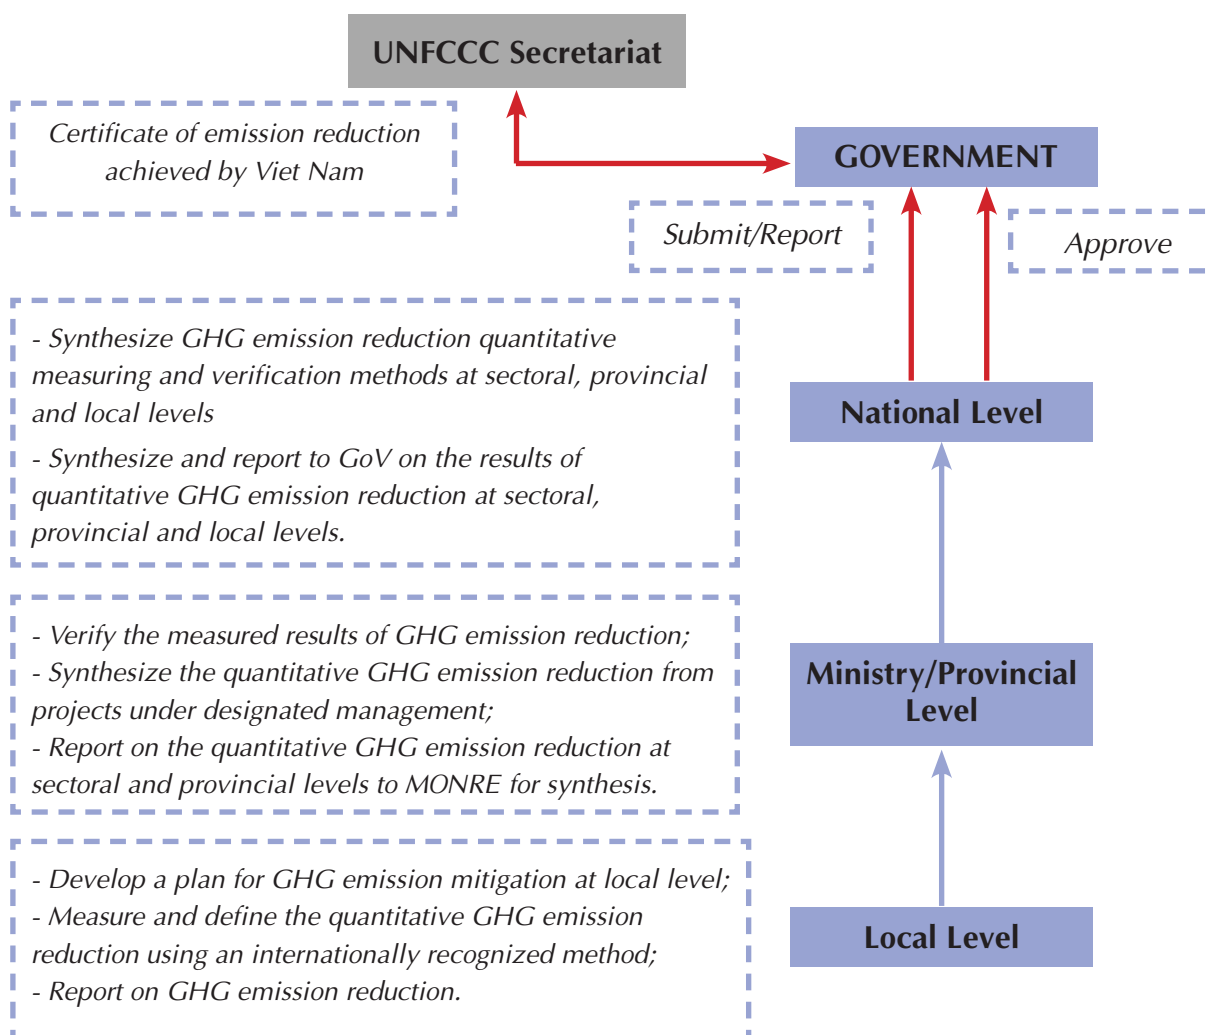 UNFCCC Secretariat
Certificate of emission reduction
achieved by Viet Nam
GOVERNMENT
Submit/Report
Approve
- Synthesize GHG emission reduction quantitative
measuring and verification methods at sectoral, provincial
and local levels
- Synthesize and report to GoV on the results of
quantitative GHG emission reduction at sectoral,
provincial and local levels.
National Level
- Verify the measured results of GHG emission reduction;
- Synthesize the quantitative GHG emission reduction from
projects under designated management;
- Report on the quantitative GHG emission reduction at
sectoral and provincial levels to MONRE for synthesis.
Ministry/Provincial
Level
- Develop a plan for GHG emission mitigation at local level;
- Measure and define the quantitative GHG emission
reduction using an internationally recognized method;
- Report on GHG emission reduction.
Local Level